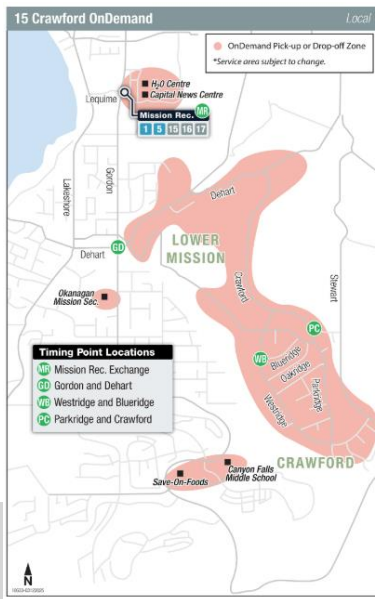 15 Crawford OnDemand
Local
OnDemand Pick-up or Drop-off Zone
*Service area subject to change.
H2O Centre
Capital News Centre
Lequime
Mission Rec.
MR
1 5 15 16 17
Lakeshore
Gordon
Dehart
LOWER
MISSION
GD
Dehart
Crawford
Stewart
Okanagan
Mission Sec.
PC
WB
Blueridge
Oakridge
Parkridge
Westridge
Timing Point Locations
MR Mission Rec. Exchange
GD Gordon and Dehart
WB Westridge and Blueridge
PC Parkridge and Crawford
CRAWFORD
Canyon Falls
Middle School
Save-On-Foods
N